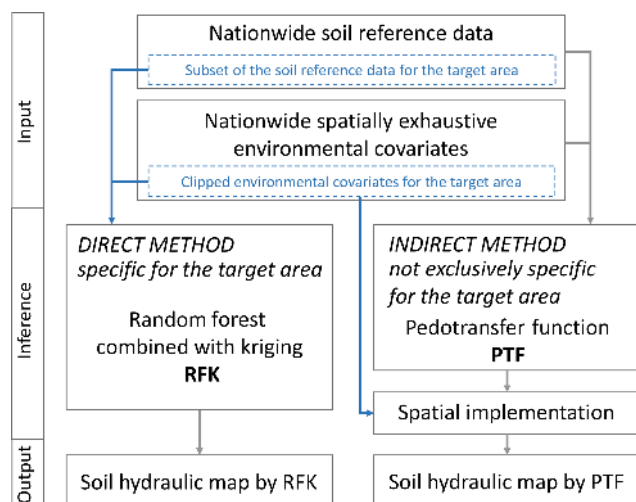 Input
Nationwide soil reference data
Subset of the soil reference data for the target area
Nationwide spatially exhaustive
environmental covariates
Clipped environmental covariates for the target area
Inference
DIRECT METHOD
specific for the target area
Random forest
combined with kriging
RFK
INDIRECT METHOD
not exclusively specific
for the target area
Pedotransfer function
PTF
Spatial implementation
Output
Soil hydraulic map by RFK
Soil hydraulic map by PTF